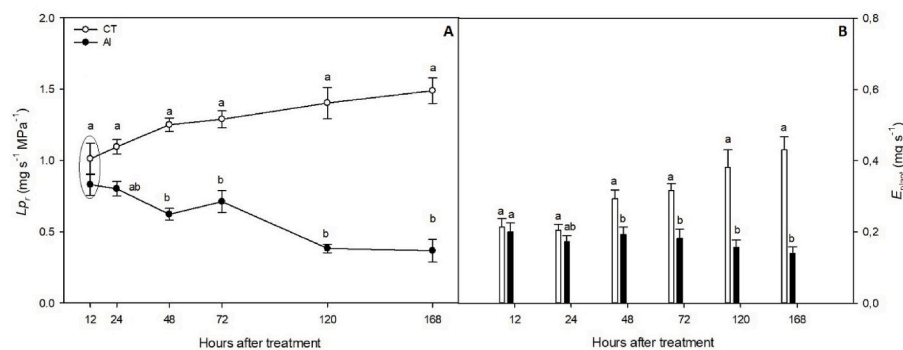 2.0
1.5
1.0
0.5
0.0
Lpr (mg s-1 MPa-1)
CT
Al
A
a a a a a a
ab b b b b
12 24 48 72 120 168
Hours after treatment
B
a a a ab a b a b a b a b
12 24 48 72 120 168
Hours after treatment
0,8
0,6
0,4
0,2
0,0
Eplant (mg s-1)